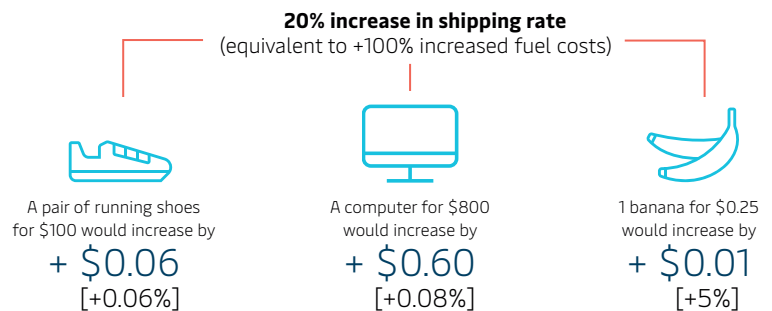 20% increase in shipping rate
(equivalent to +100% increased fuel costs)
A pair of running shoes
for $100 would increase by
+ $0.06
[+0.06%]
A computer for $800
would increase by
+ $0.60
[+0.08%]
1 banana for $0.25
would increase by
+ $0.01
[+5%]